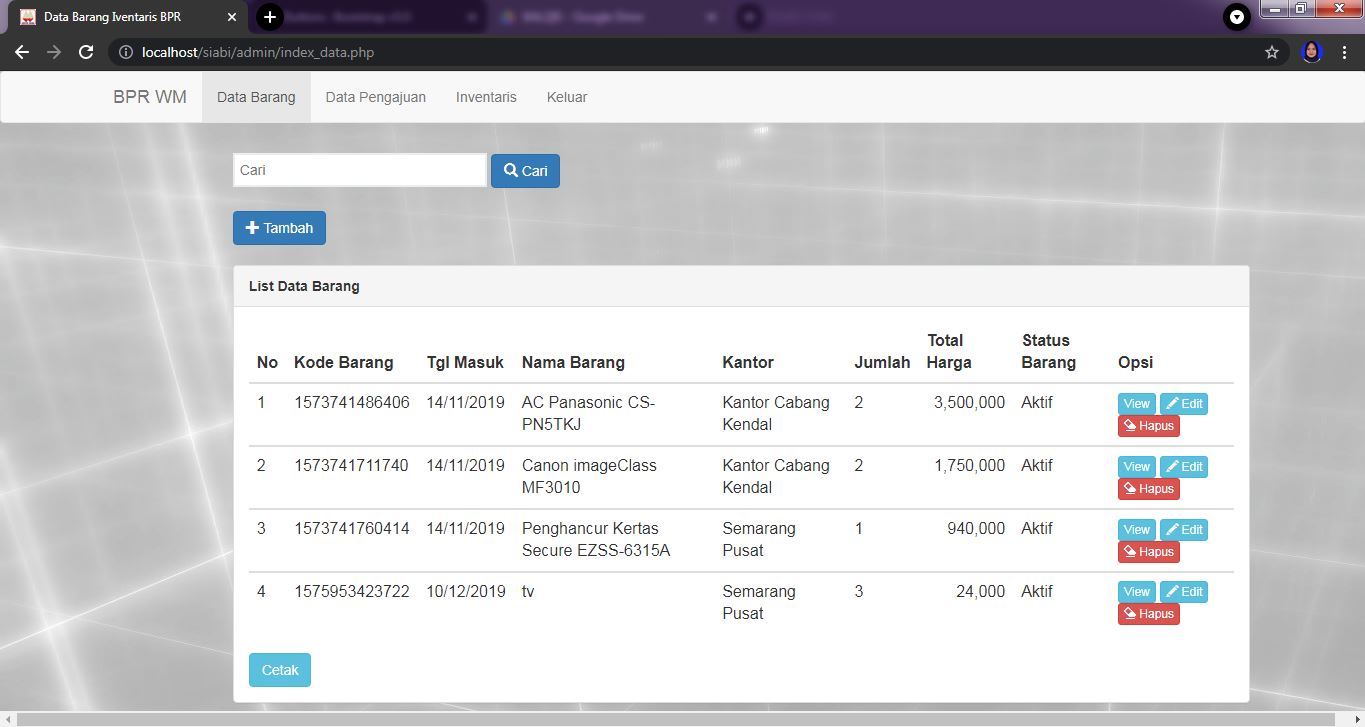 Data Barang Iventaris BPR
localhost/siabi/admin/index_data.php
BPR WM Data Barang Data Pengajuan Inventaris Keluar
Cari Cari
Tambah
List Data Barang
Total Status
No Kode Barang Tgl Masuk Nama Barang Kantor Jumlah Harga Barang Opsi
1 1573741486406 14/11/2019 AC Panasonic CS- Kantor Cabang 2 3,500,000 Aktif View Edit
PN5TKJ Kendal Hapus
2 1573741711740 14/11/2019 Canon imageClass Kantor Cabang 2 1,750,000 Aktif View Edit
MF3010 Kendal Hapus
3 1573741760414 14/11/2019 Penghancur Kertas Semarang 1 940,000 Aktif View Edit
Secure EZSS-6315A Pusat Hapus
4 1575953423722 10/12/2019 tv Semarang 3 24,000 Aktif View Edit
Pusat Hapus
Cetak